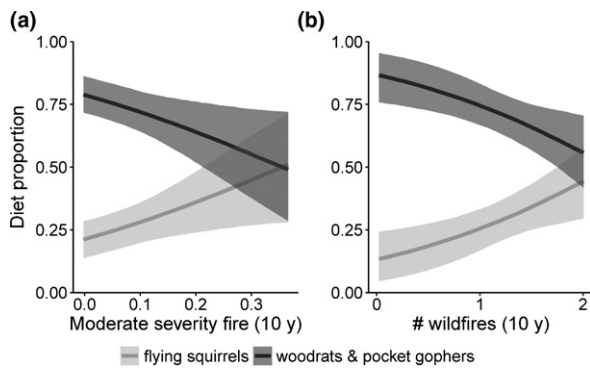 (a)
(b)
Diet proportion
1.00
0.75
0.50
0.25
0.00
0.0 0.1 0.2 0.3
Moderate severity fire (10 y)
1.00
0.75
0.50
0.25
0.00
0 1 2
# wildfires (10 y)
flying squirrels woodrats & pocket gophers